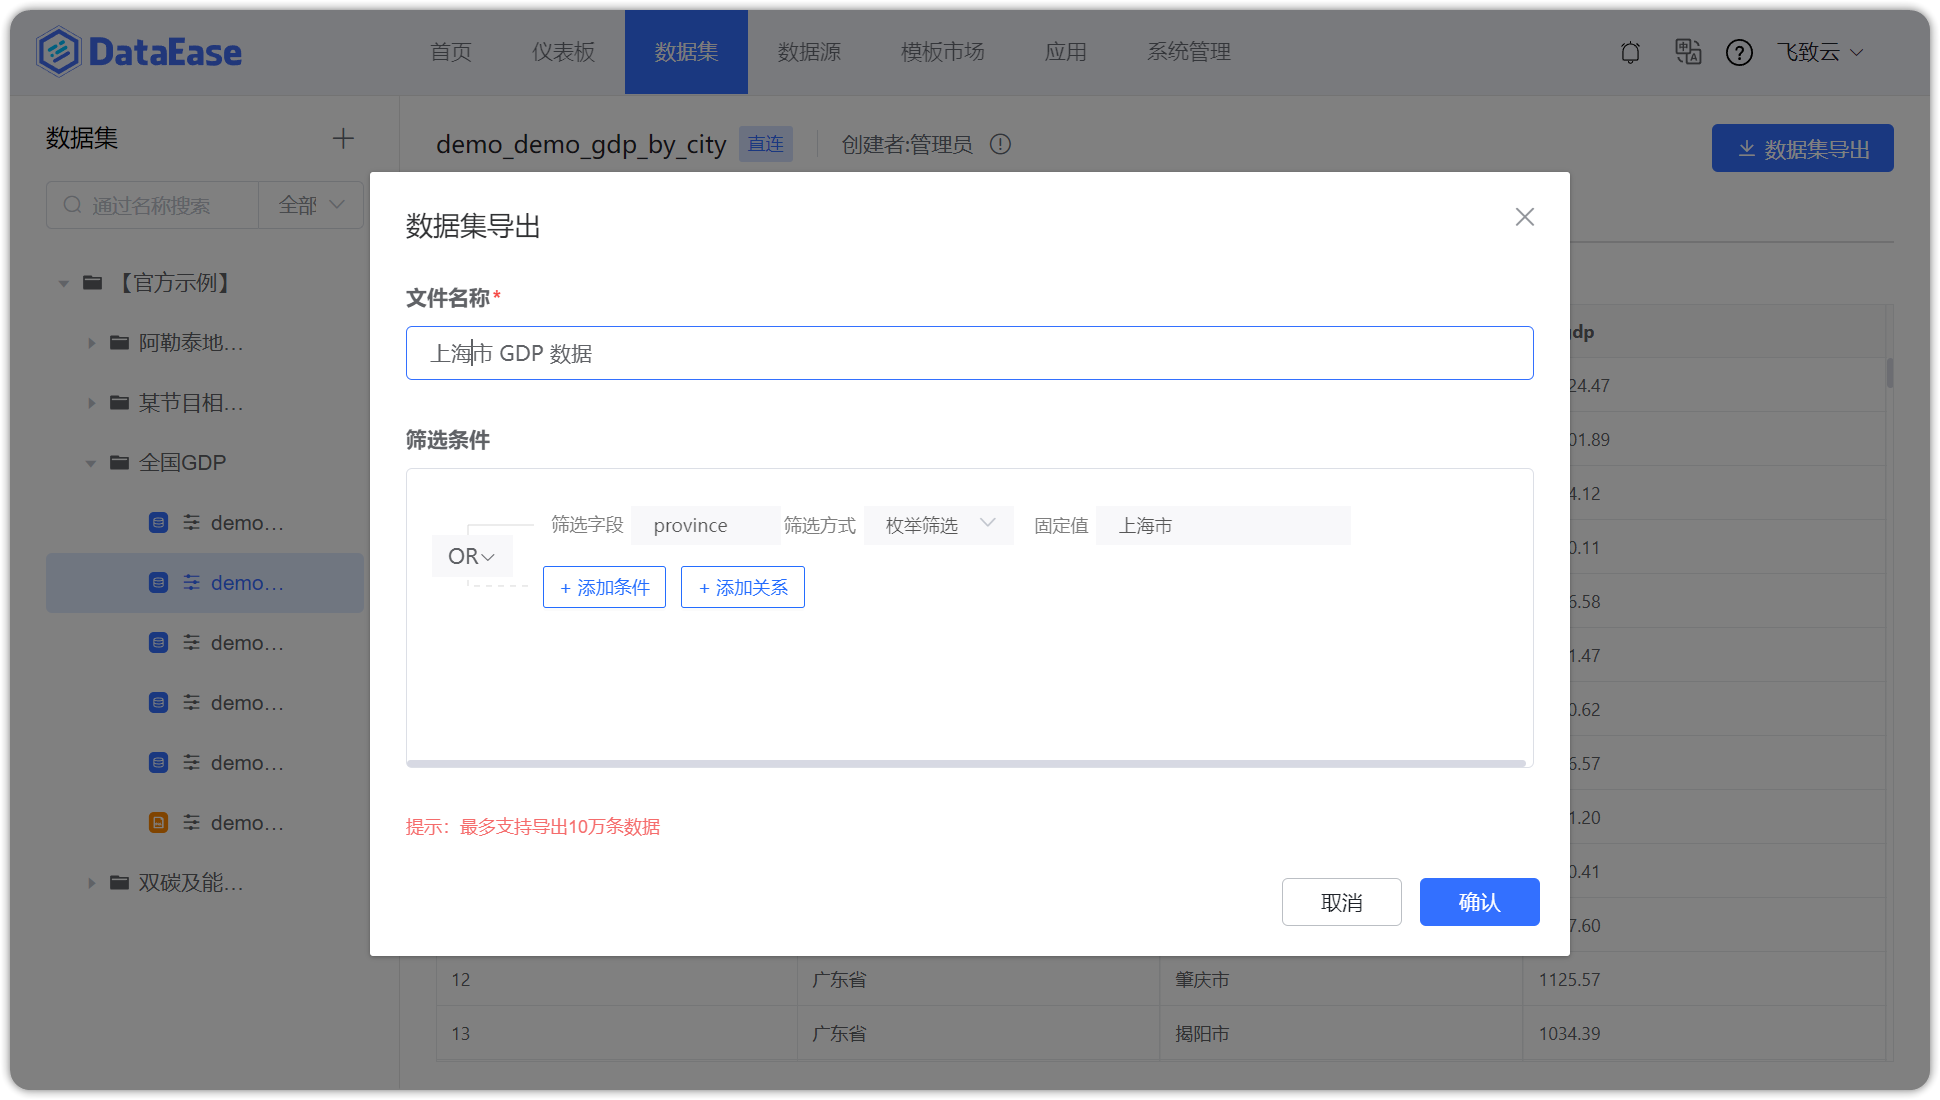 DataEase
首页 仪表板 数据集 数据源 模板市场 应用 系统管理 飞致云
数据集
demo_demo_gdp_by_city 直连 创建者:管理员
数据集导出
通过名称搜索 全部
【官方示例】
阿勒泰地...
某节目相...
全国GDP
demo...
demo...
demo...
demo...
demo...
demo...
双碳及能...
数据集导出
文件名称*
上海市 GDP 数据
筛选条件
OR
筛选字段 province 筛选方式 枚举筛选 固定值 上海市
+ 添加条件 + 添加关系
提示：最多支持导出10万条数据
取消 确认
dp
24.47
01.89
4.12
0.11
6.58
1.47
0.62
6.57
1.20
0.41
7.60
12 广东省 肇庆市 1125.57
13 广东省 揭阳市 1034.39